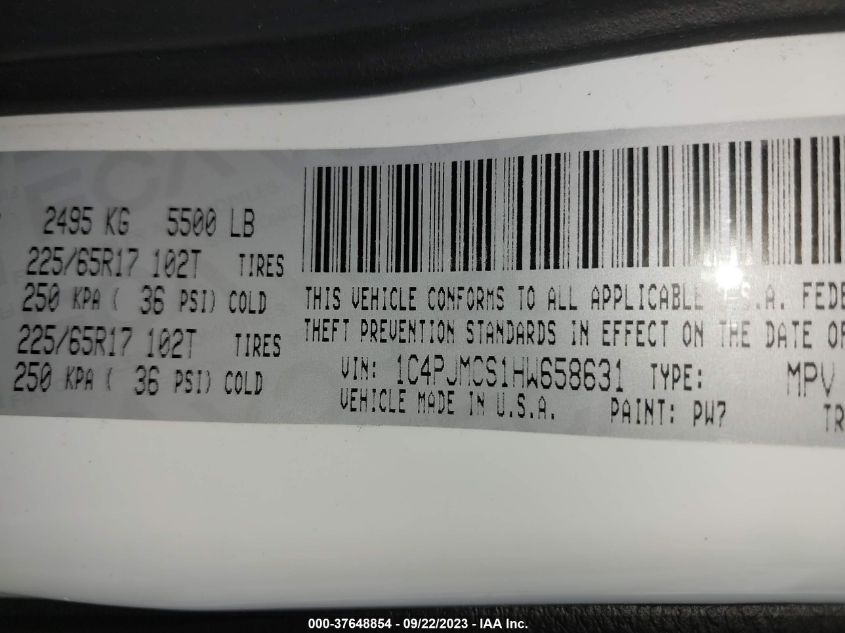 2495 KG 5500 LB
225/65R17 102T TIRES
250 KPA ( 36 PSI) COLD
225/65R17 102T TIRES
250 KPA ( 36 PSI) COLD
THIS VEHICLE CONFORMS TO ALL APPLICABLE U.S.A. FEDE
THEFT PREVENTION STANDARDS IN EFFECT ON THE DATE OF
VIN: 1C4PJMCS1HW658631 TYPE: MPV
VEHICLE MADE IN U.S.A. PAINT: PW7 TR
000-37648854 - 09/22/2023 - IAA Inc.